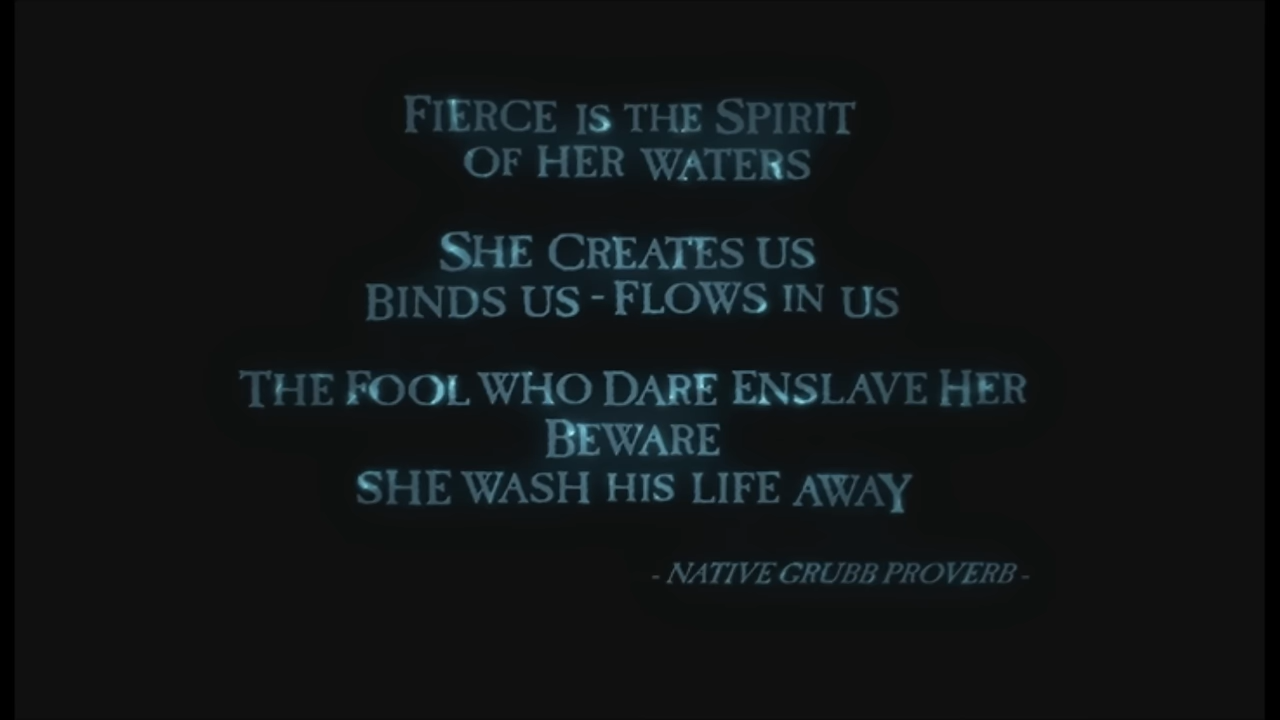 FIERCE IS THE SPIRIT
OF HER WATERS
SHE CREATES US
BINDS US - FLOWS IN US
THE FOOL WHO DARE ENSLAVE HER
BEWARE
SHE WASH HIS LIFE AWAY
- NATIVE GRUBB PROVERB -